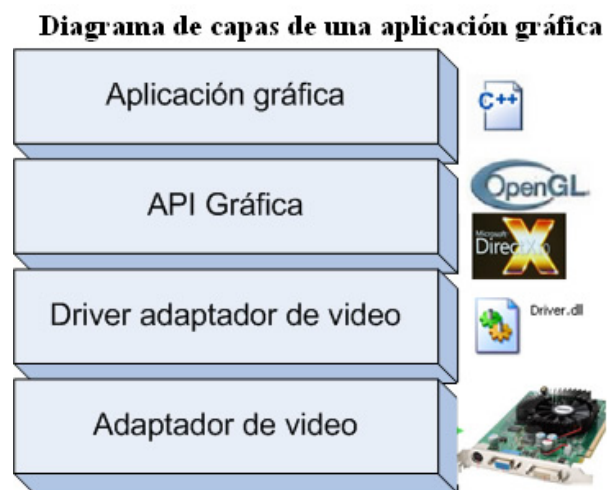 Diagrama de capas de una aplicación gráfica
Aplicación gráfica
C++
API Gráfica
OpenGL
Microsoft
DirectX
Driver adaptador de video
Driver.dll
Adaptador de video